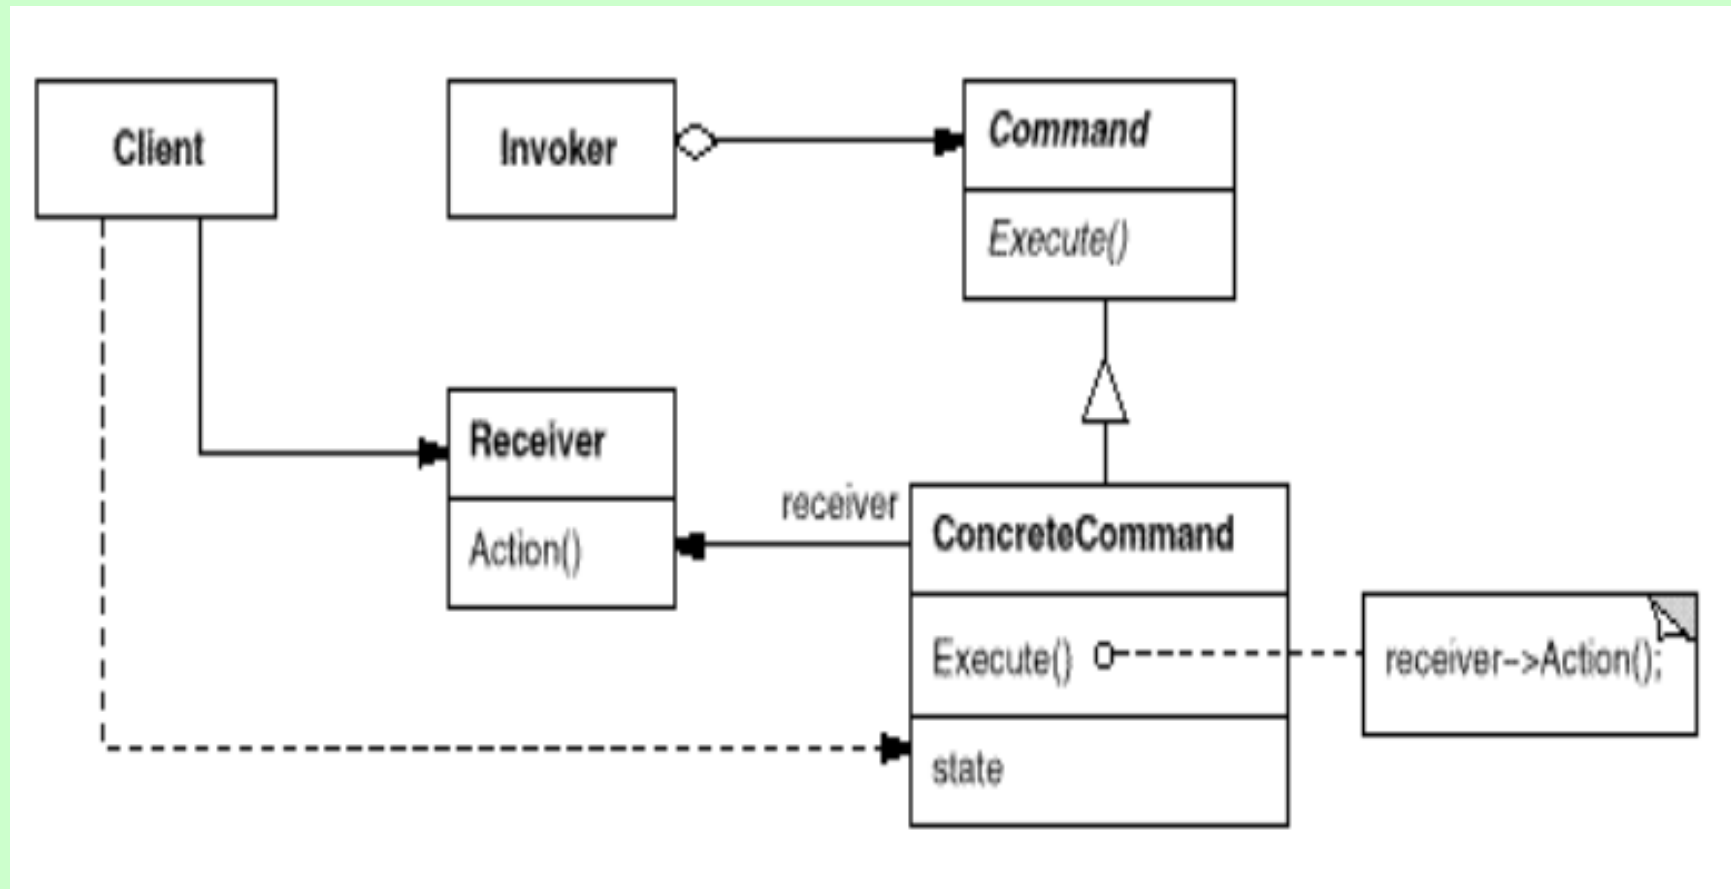 Client
Invoker
Command
Execute()
Receiver
Action()
receiver
ConcreteCommand
Execute()
receiver->Action();
state